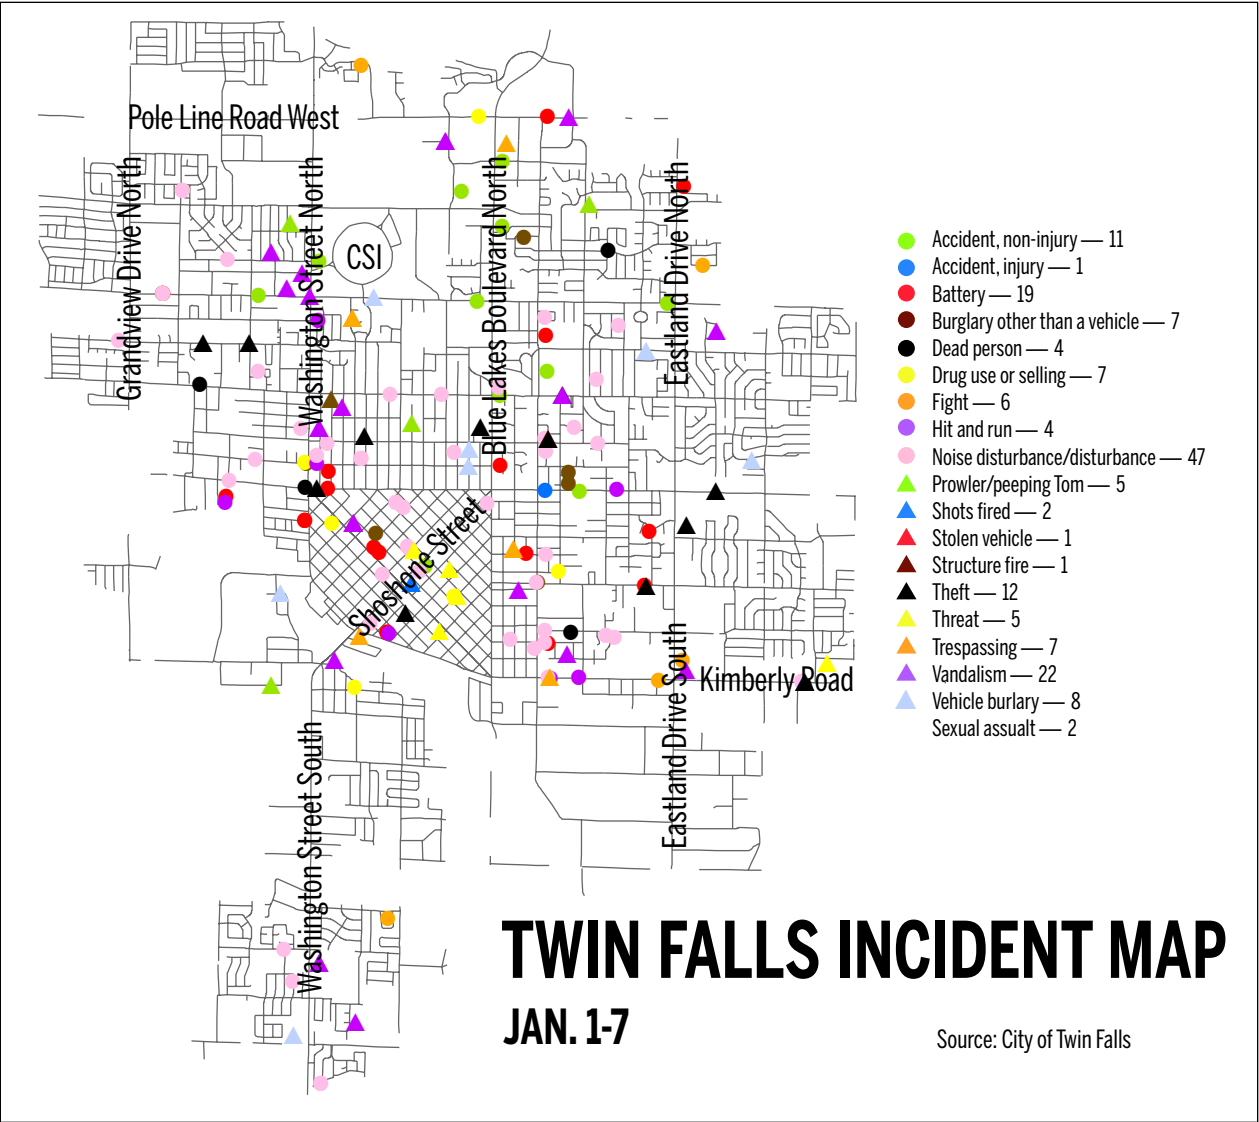 Pole Line Road West
Grandview Drive North
Washington Street North
CSI
Blue Lakes Boulevard North
Eastland Drive North
Shoshone Street
Kimberly Road
Eastland Drive South
Washington Street South
Accident, non-injury — 11
Accident, injury — 1
Battery — 19
Burglary other than a vehicle — 7
Dead person — 4
Drug use or selling — 7
Fight — 6
Hit and run — 4
Noise disturbance/disturbance — 47
Prowler/peeping Tom — 5
Shots fired — 2
Stolen vehicle — 1
Structure fire — 1
Theft — 12
Threat — 5
Trespassing — 7
Vandalism — 22
Vehicle burlary — 8
Sexual assualt — 2
TWIN FALLS INCIDENT MAP
JAN. 1-7
Source: City of Twin Falls